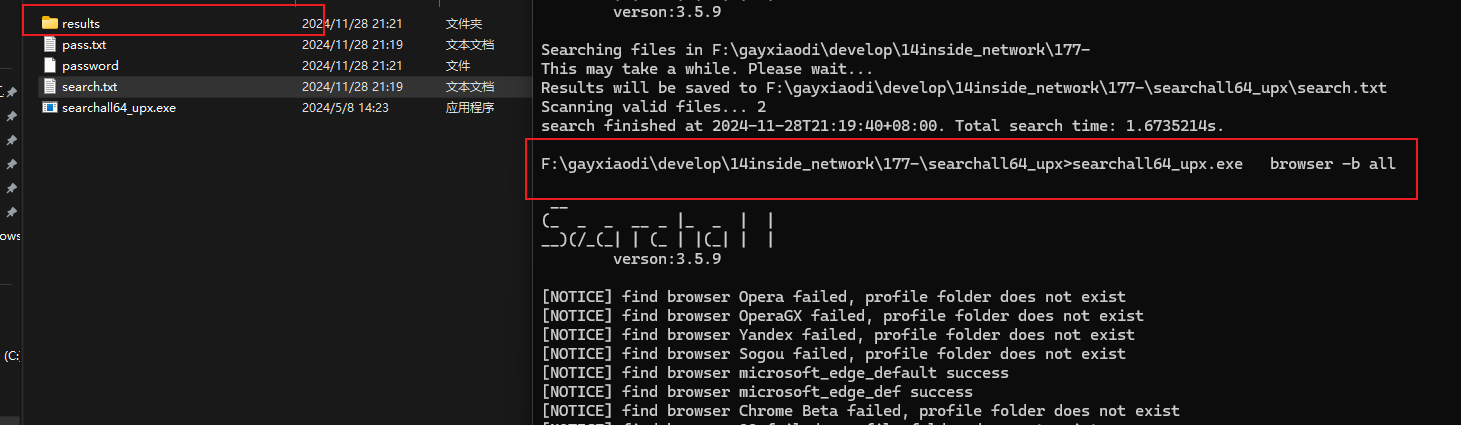 results 2024/11/28 21:21 文件夹
pass.txt 2024/11/28 21:19 文本文档
password 2024/11/28 21:21 文件
search.txt 2024/11/28 21:19 文本文档
searchall64_upx.exe 2024/5/8 14:23 应用程序
ows
(C:)
verson:3.5.9
Searching files in F:\gayxiaodi\develop\14inside_network\177-
This may take a while. Please wait...
Results will be saved to F:\gayxiaodi\develop\14inside_network\177-\searchall64_upx\search.txt
Scanning valid files... 2
search finished at 2024-11-28T21:19:40+08:00. Total search time: 1.6735214s.
F:\gayxiaodi\develop\14inside_network\177-\searchall64_upx>searchall64_upx.exe   browser -b all
verson:3.5.9
[NOTICE] find browser Opera failed, profile folder does not exist
[NOTICE] find browser OperaGX failed, profile folder does not exist
[NOTICE] find browser Yandex failed, profile folder does not exist
[NOTICE] find browser Sogou failed, profile folder does not exist
[NOTICE] find browser microsoft_edge_default success
[NOTICE] find browser microsoft_edge_def success
[NOTICE] find browser Chrome Beta failed, profile folder does not exist